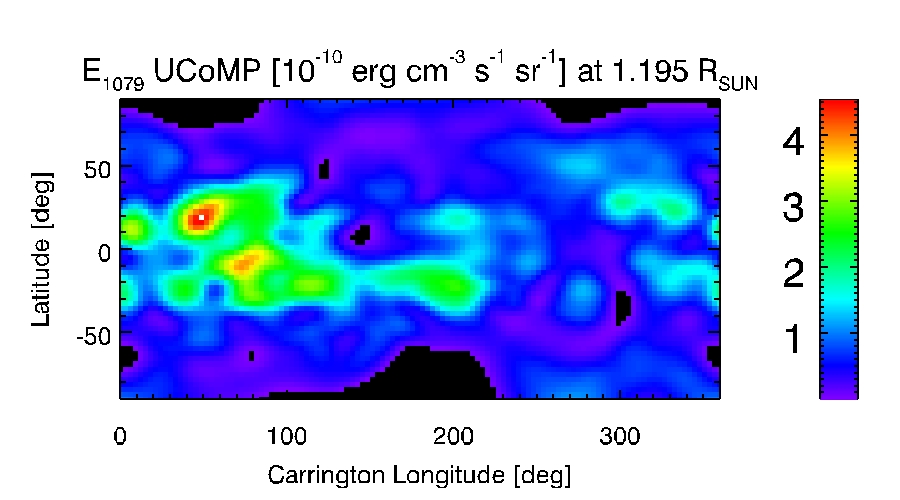 E1079 UCoMP [10-10 erg cm-3 s-1 sr-1] at 1.195 RSUN
50
0
-50
Latitude [deg]
0 100 200 300
Carrington Longitude [deg]
4
3
2
1